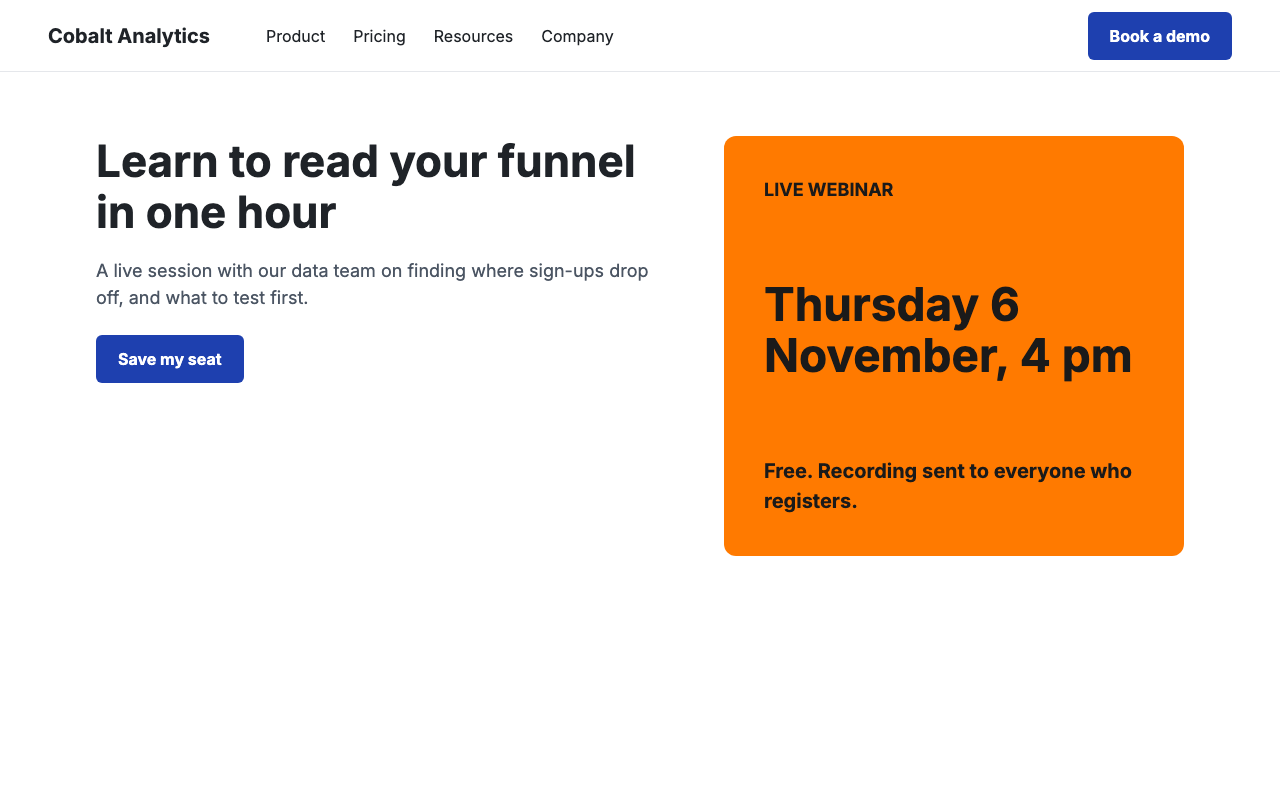 Cobalt Analytics
Product
Pricing
Resources
Company
Book a demo
Learn to read your funnel
in one hour
A live session with our data team on finding where sign-ups drop
off, and what to test first.
Save my seat
LIVE WEBINAR
Thursday 6
November, 4 pm
Free. Recording sent to everyone who
registers.